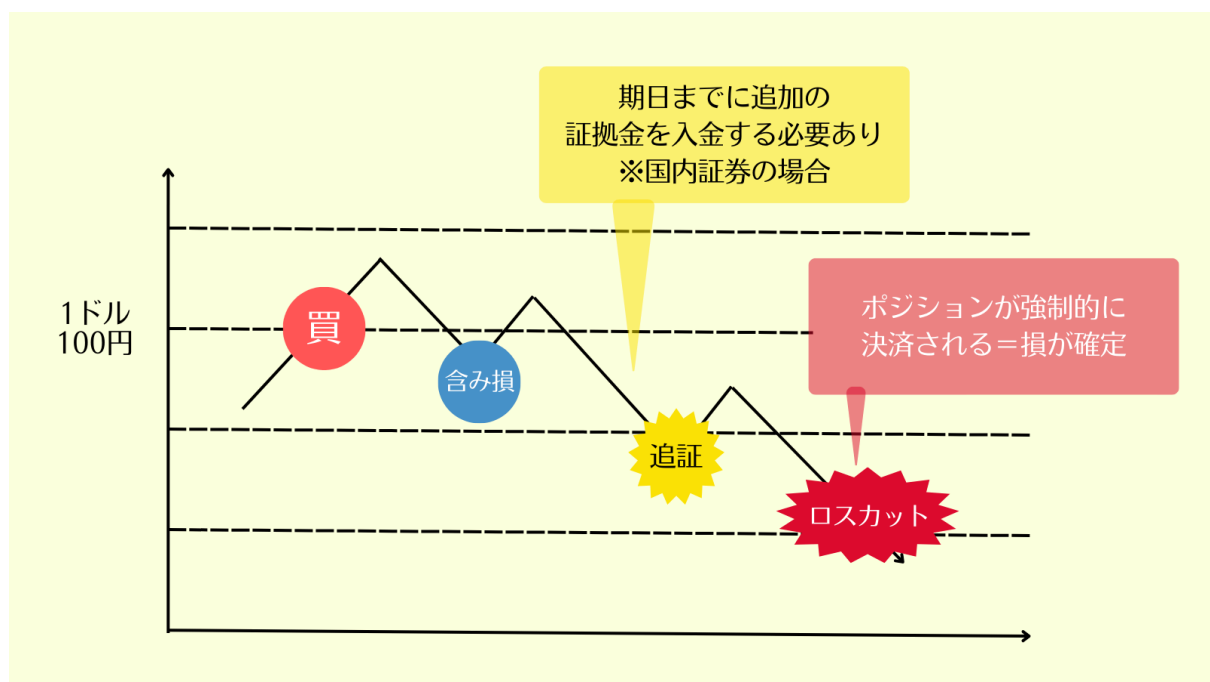 期日までに追加の
証拠金を入金する必要あり
※国内証券の場合
1ドル
100円
買
ポジションが強制的に
決済される＝損が確定
含み損
追証
ロスカット